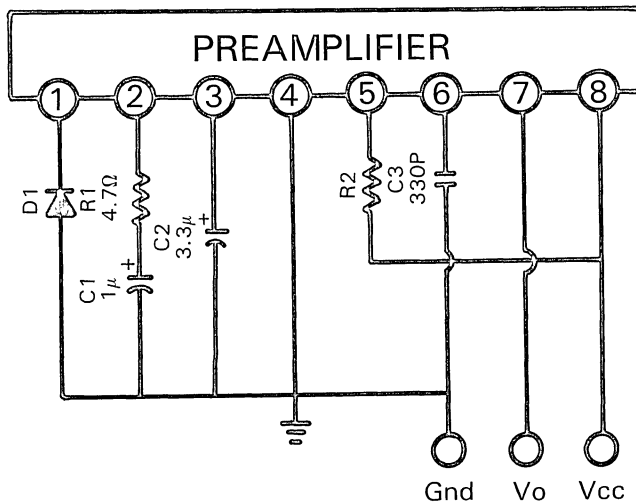 PREAMPLIFIER
1 2 3 4 5 6 7 8
D1
R1
4.7Ω
C1
1μ
C2
3.3μ
R2
C3
330P
+
+
Gnd Vo Vcc